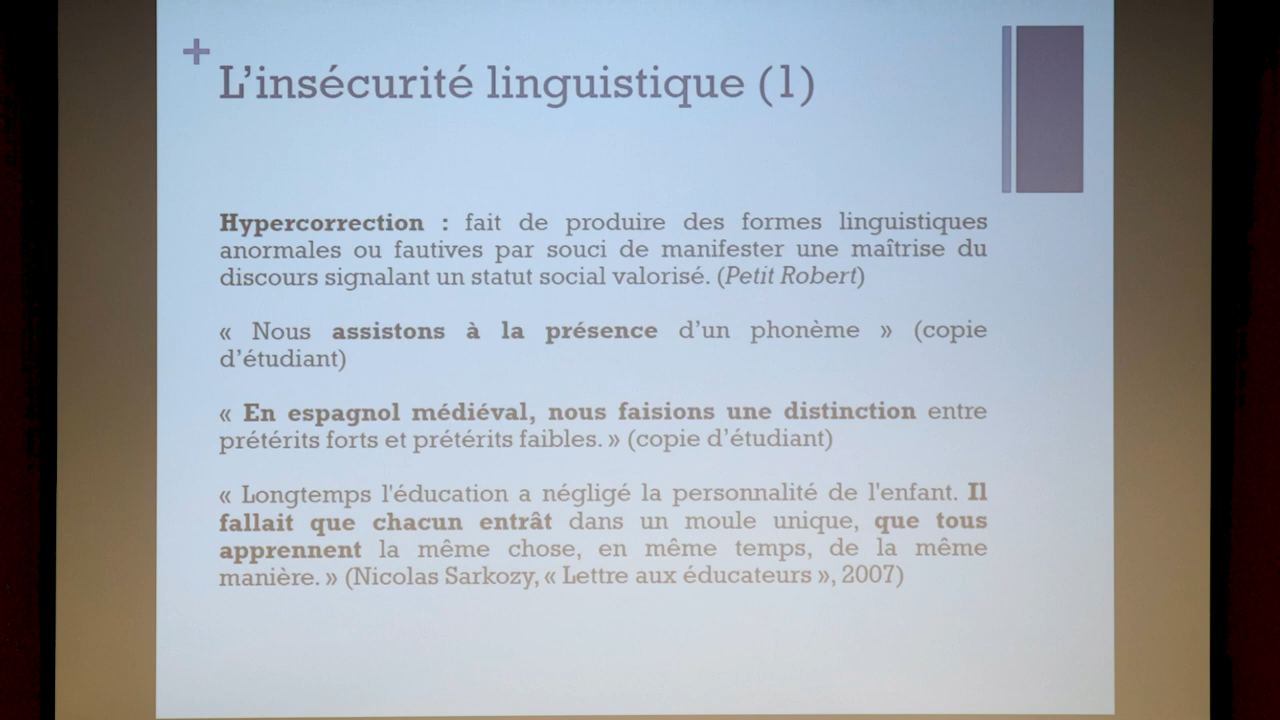 L’insécurité linguistique (1)
Hypercorrection : fait de produire des formes linguistiques
anormales ou fautives par souci de manifester une maîtrise du
discours signalant un statut social valorisé. (Petit Robert)
« Nous assistons à la présence d’un phonème » (copie
d’étudiant)
« En espagnol médiéval, nous faisions une distinction entre
prétérits forts et prétérits faibles. » (copie d’étudiant)
« Longtemps l'éducation a négligé la personnalité de l'enfant. Il
fallait que chacun entrât dans un moule unique, que tous
apprennent la même chose, en même temps, de la même
manière. » (Nicolas Sarkozy, « Lettre aux éducateurs », 2007)